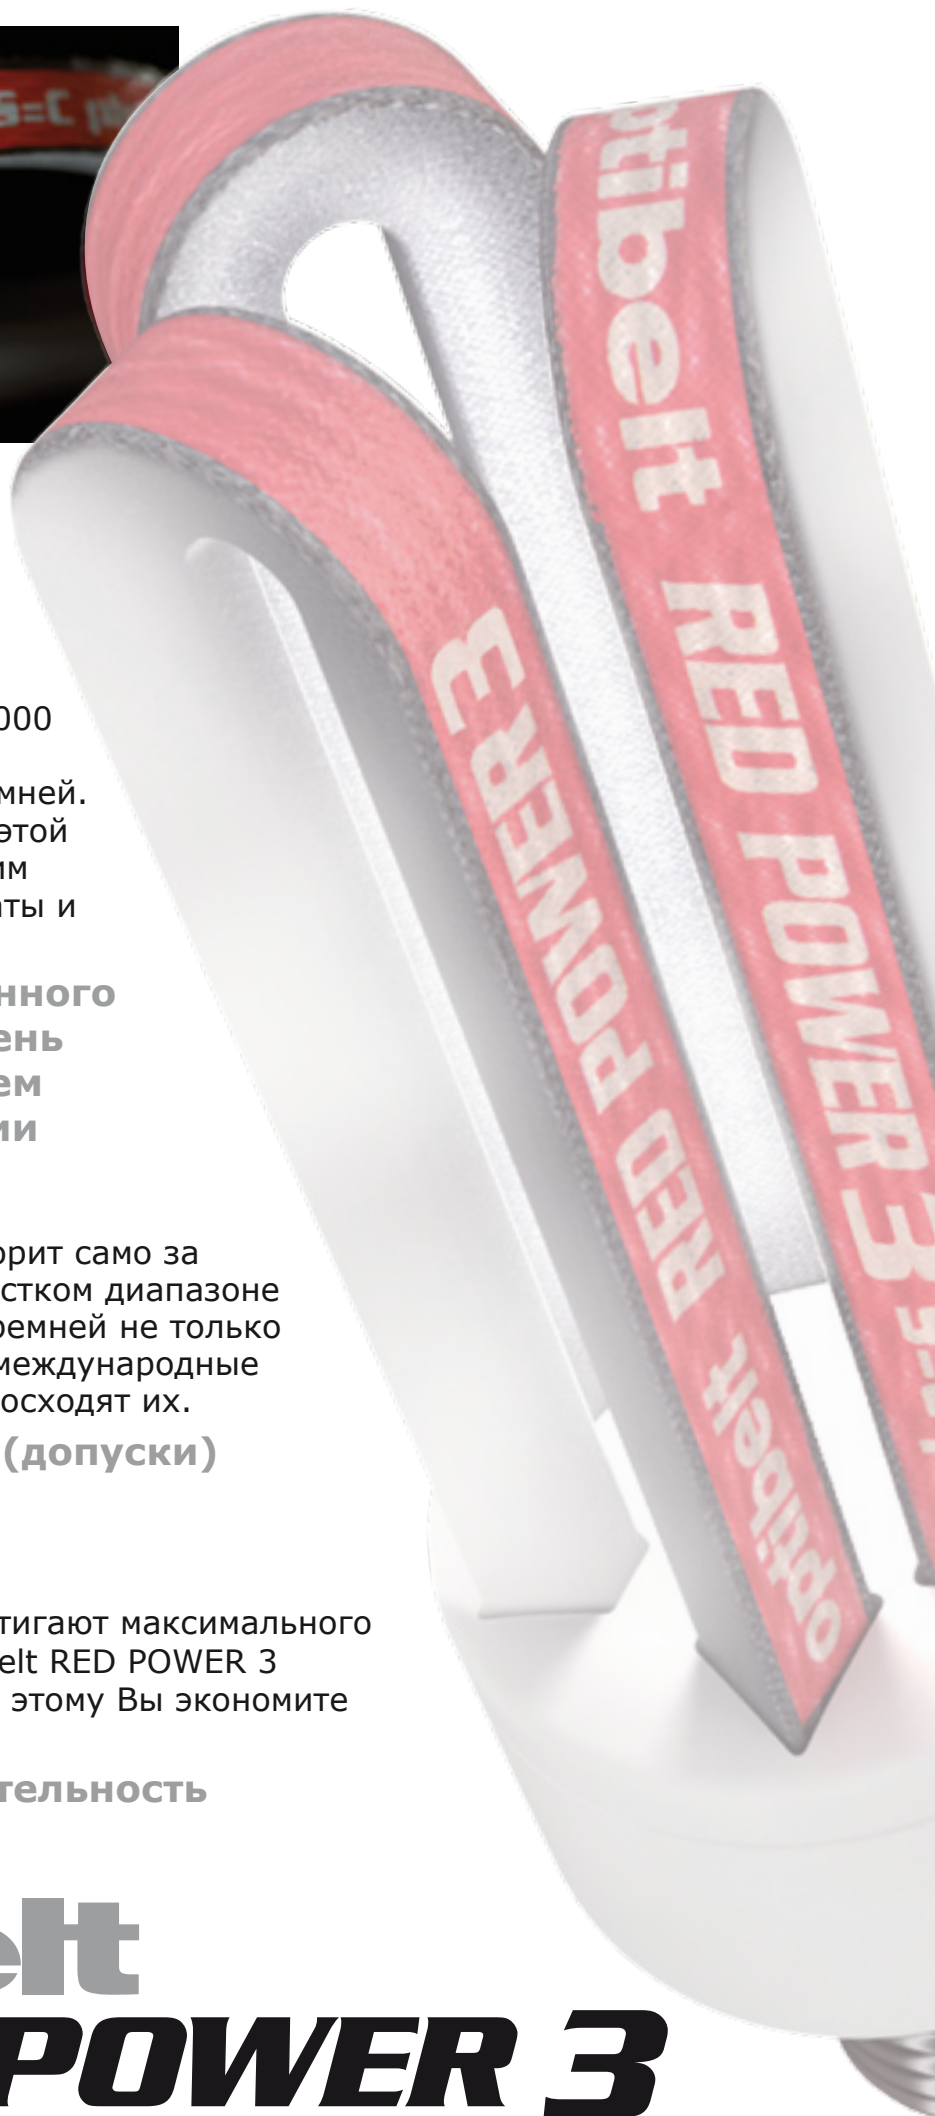 S=C pl
000
мней.
этой
им
ты и
нного
ень
ем
ии
орит само за
стком диапазоне
ремней не только
международные
осходят их.
(допуски)
тигают максимального
elt RED POWER 3
этому Вы экономите
тельность
elt
POWER 3
optibelt RED POWER 3
ptibelt RED POWER 3 S=C